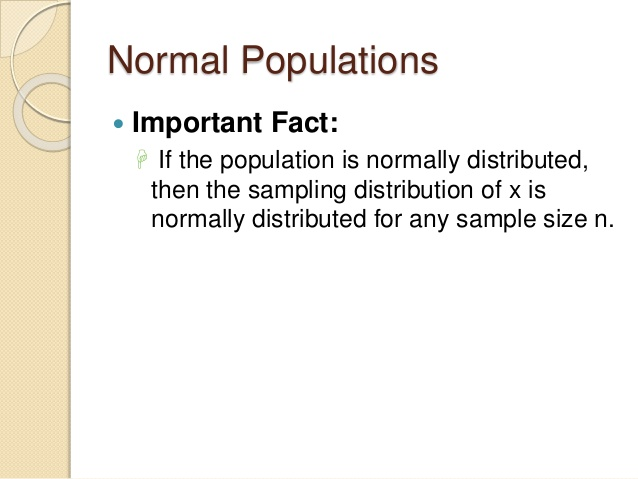 Normal Populations
• Important Fact:
If the population is normally distributed,
then the sampling distribution of x is
normally distributed for any sample size n.